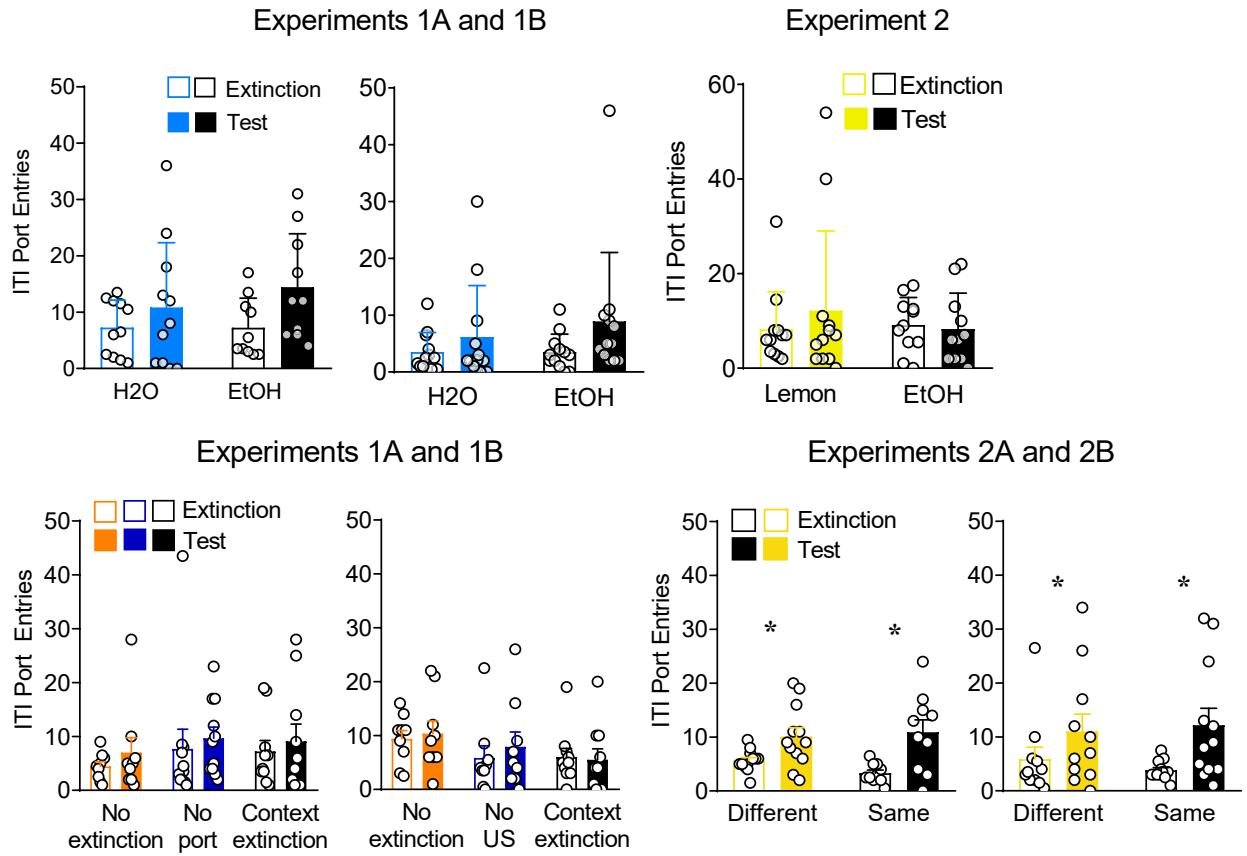 Experiments 1A and 1B
Experiment 2
ITI Port Entries
50
40
30
20
10
0
Extinction
Test
H2O
EtOH
50
40
30
20
10
0
H2O
EtOH
ITI Port Entries
60
40
20
0
Extinction
Test
Lemon
EtOH
Experiments 1A and 1B
Experiments 2A and 2B
ITI Port Entries
50
40
30
20
10
0
Extinction
Test
No
extinction
No
port
Context
extinction
50
40
30
20
10
0
No
extinction
No
US
Context
extinction
ITI Port Entries
50
40
30
20
10
0
Extinction
Test
*
*
Different
Same
50
40
30
20
10
0
*
*
Different
Same